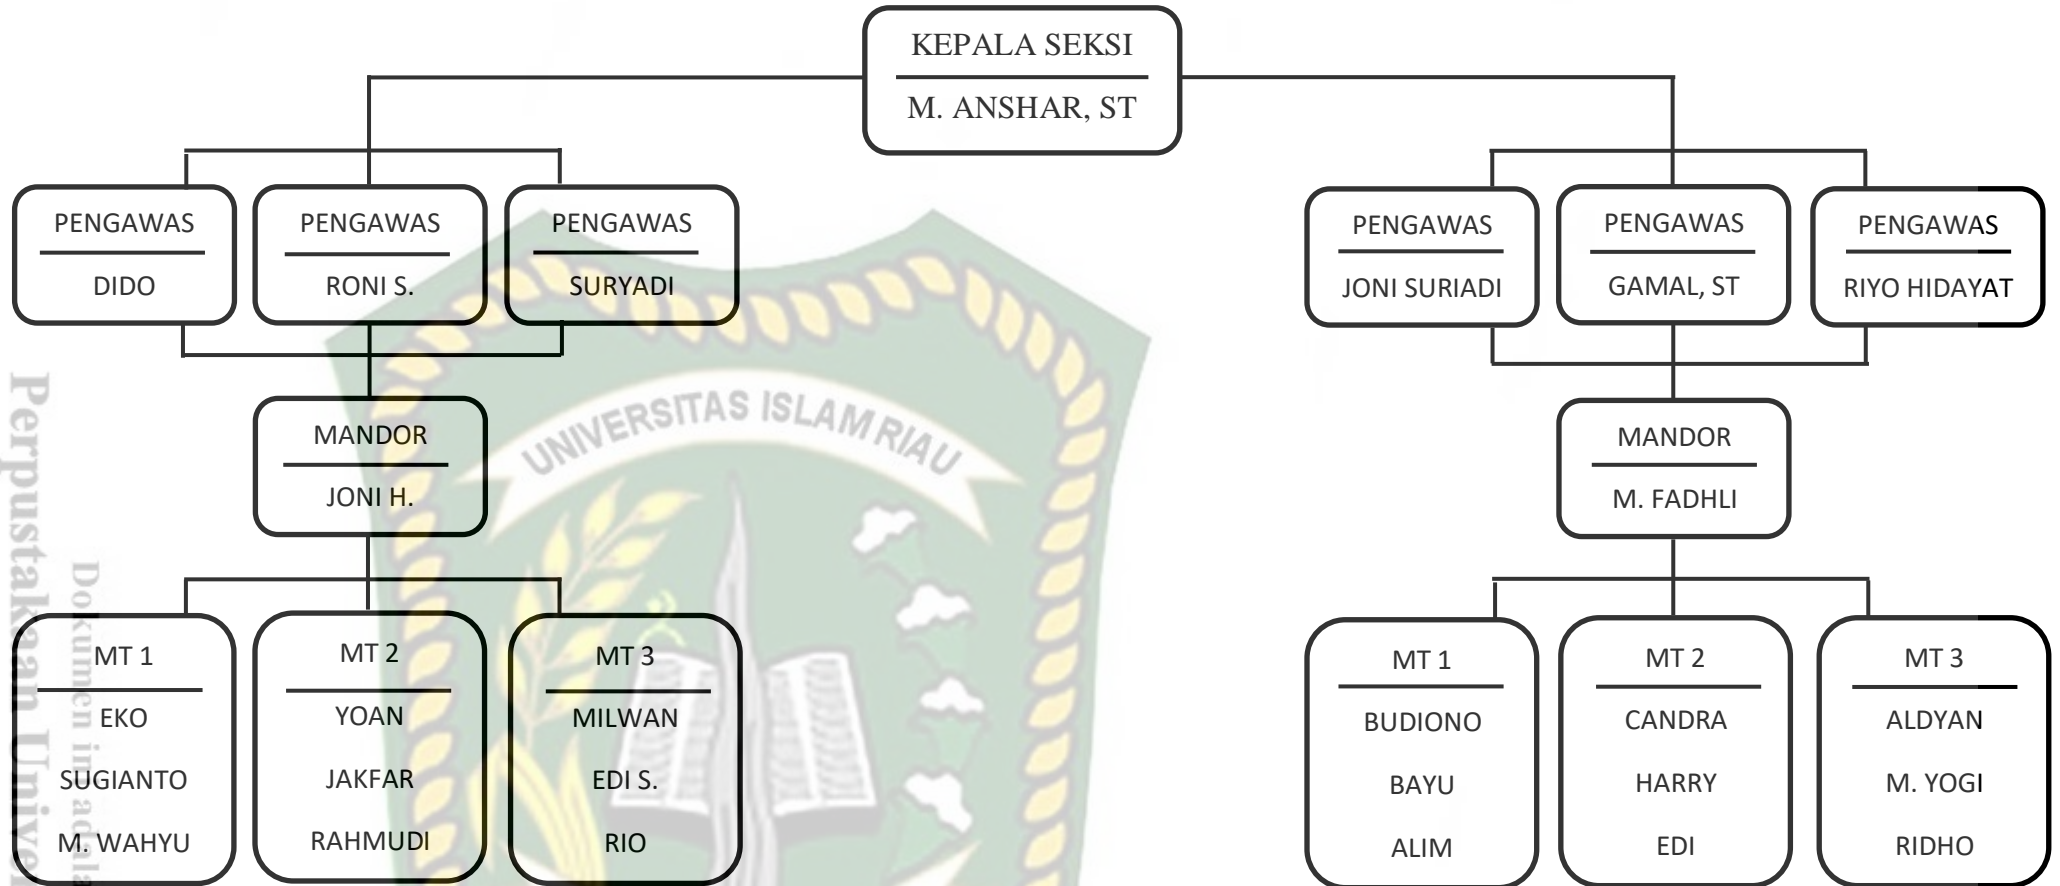 KEPALA SEKSI
M. ANSHAR, ST
PENGAWAS
DIDO
PENGAWAS
RONI S.
PENGAWAS
SURYADI
PENGAWAS
JONI SURIADI
PENGAWAS
GAMAL, ST
PENGAWAS
RIYO HIDAYAT
UNIVERSITAS ISLAM RIAU
MANDOR
JONI H.
MANDOR
M. FADHLI
MT 1
EKO
SUGIANTO
M. WAHYU
MT 2
YOAN
JAKFAR
RAHMUDI
MT 3
MILWAN
EDI S.
RIO
MT 1
BUDIONO
BAYU
ALIM
MT 2
CANDRA
HARRY
EDI
MT 3
ALDYAN
M. YOGI
RIDHO
Perpustakaan
Dokumen ini